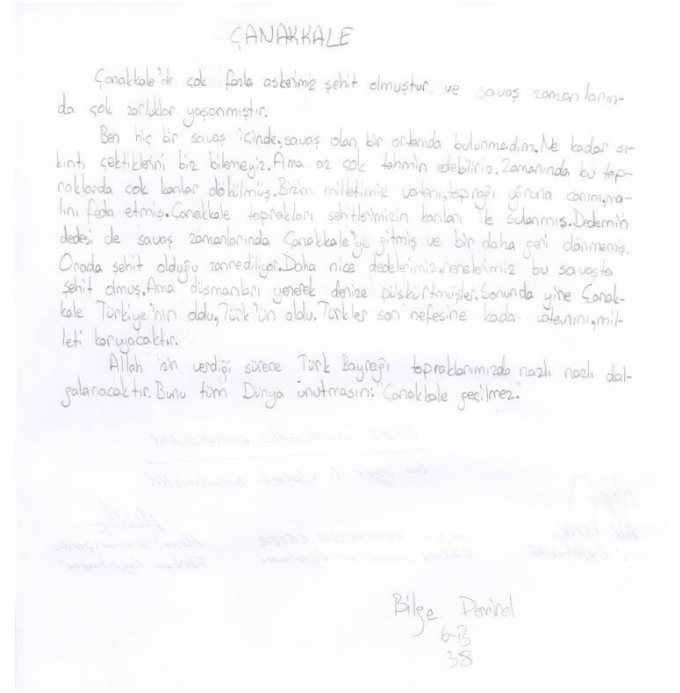 ÇANAKKALE
Çanakkale'de çok fazla askerimiz şehit olmuştur ve savaş zamanların-
da çok zorluklar yaşanmıştır.
Ben hiç bir savaş içinde, savaş olan bir ortamda bulunmadım. Ne kadar sı-
kıntı çektiklerini biz bilemeyiz. Ama az çok tahmin edebiliriz. Zamanında bu top-
raklarda çok kanlar dökülmüş. Bizim milletimiz vatanı, toprağı uğruna canını, ma-
lını feda etmiş. Çanakkale toprakları şehitlerimizin kanları ile sulanmış. Dedemin
dedesi de savaş zamanlarında Çanakkale'ye gitmiş ve bir daha geri dönmemiş.
Orada şehit olduğu zannediliyor. Daha nice dedelerimiz, nenelerimiz bu savaşta
şehit olmuş. Ama düşmanları yenerek denize püskürtmüşler. Sonunda yine Çanak-
kale Türkiye'nin oldu, Türk'ün oldu. Türkler son nefesine kadar vatanını, mil-
leti koruyacaktır.
Allah izin verdiği sürece Türk Bayrağı topraklarımızda nazlı nazlı dal-
galanacaktır. Bunu tüm Dünya unutmasın: "Çanakkale geçilmez."
Bilge Demirel
6-B
38